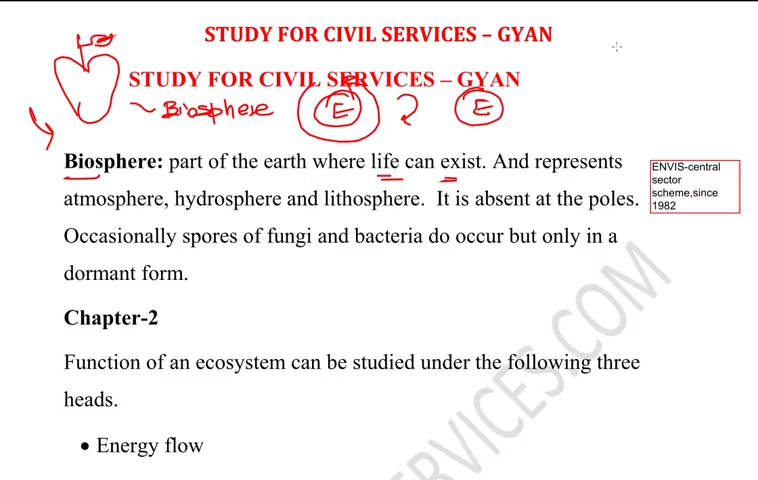 STUDY FOR CIVIL SERVICES – GYAN
STUDY FOR CIVIL SERVICES – GYAN
~ Biosphere E E
Biosphere: part of the earth where life can exist. And represents
atmosphere, hydrosphere and lithosphere. It is absent at the poles.
Occasionally spores of fungi and bacteria do occur but only in a
dormant form.
ENVIS-central
sector
scheme,since
1982
Chapter-2
Function of an ecosystem can be studied under the following three
heads.
• Energy flow
ERVICES.COM